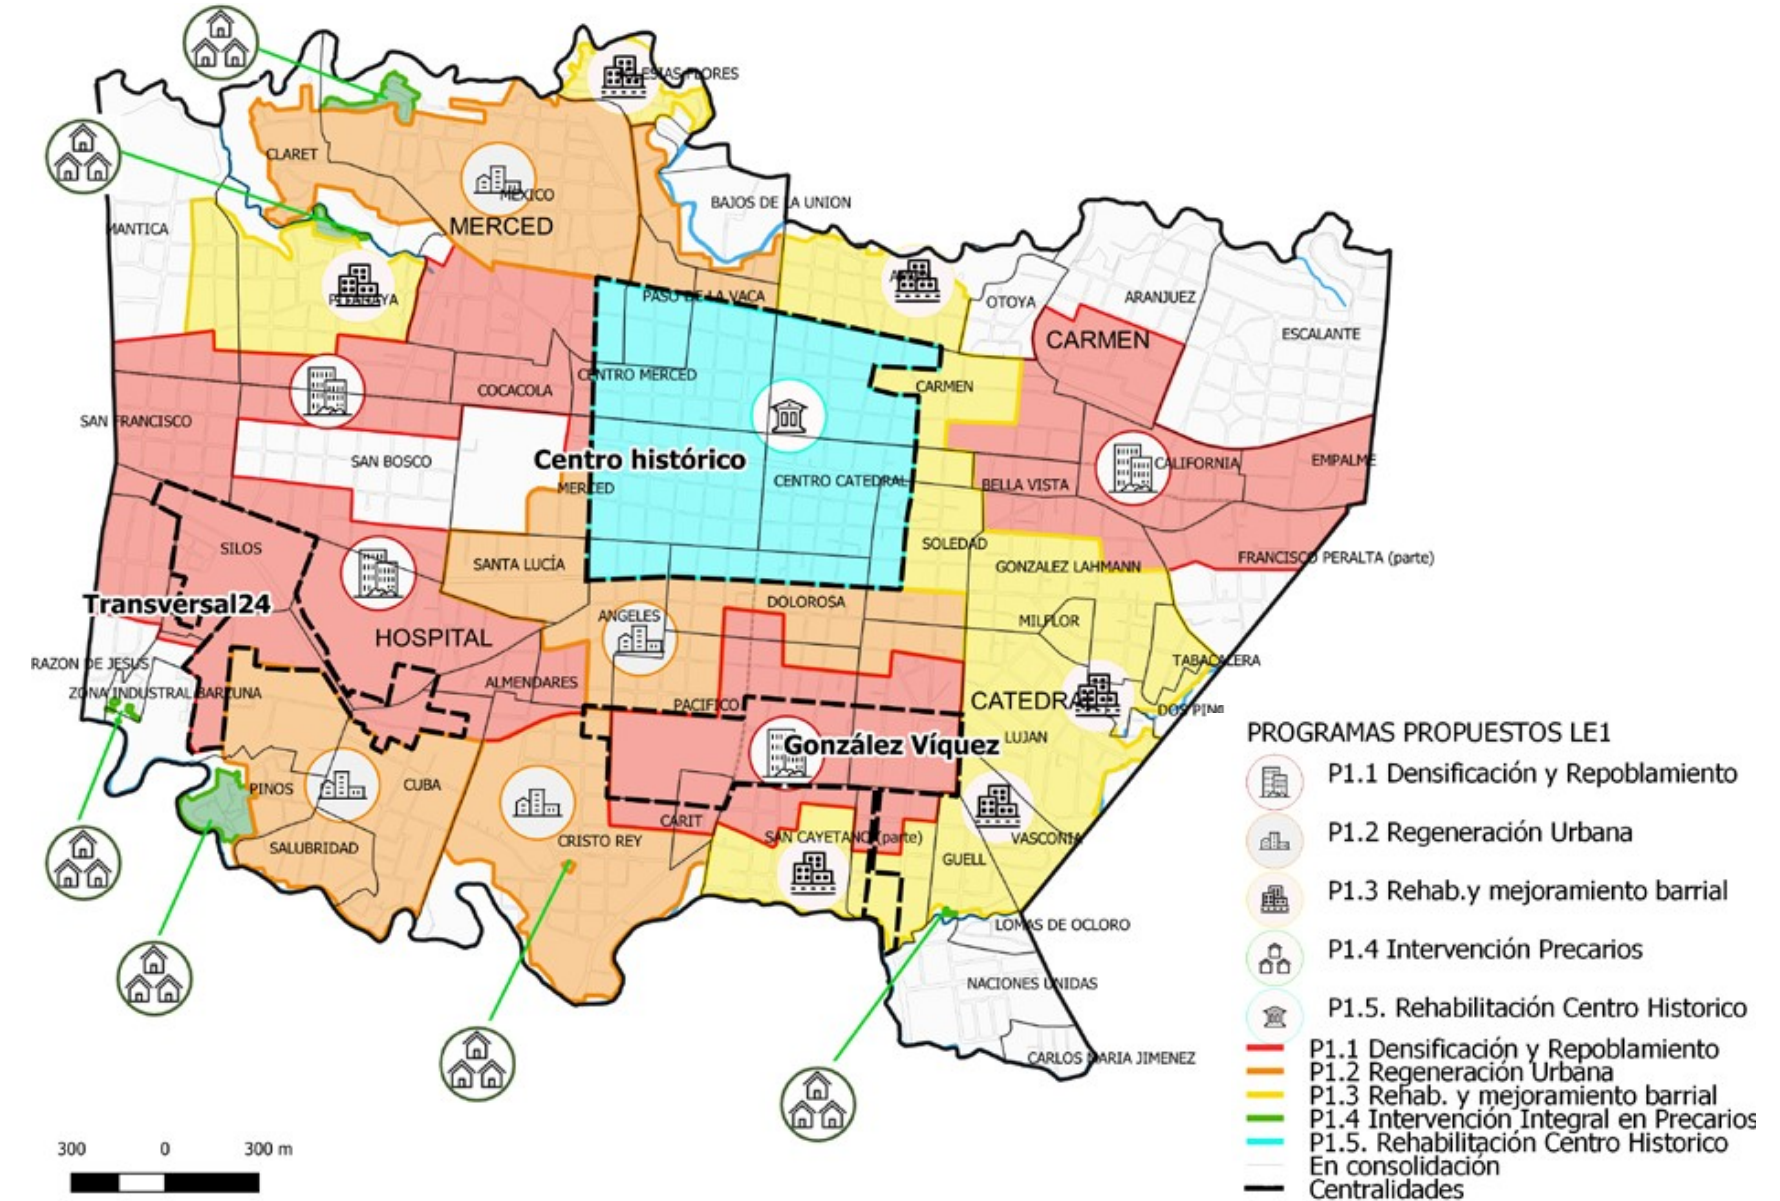 IGLESIAS FLORES
CLARET
MEXICO
MERCED
BAJOS DE LA UNION
MANTICA
PITAHAYA
PASO DE LA VACA
OTOYA
ARANJUEZ
ESCALANTE
CARMEN
CENTRO MERCED
COCACOLA
CARMEN
SAN FRANCISCO
SAN BOSCO
Centro histórico
MERCED
CENTRO CATEDRAL
BELLA VISTA
CALIFORNIA
EMPALME
SILOS
SANTA LUCÍA
SOLEDAD
GONZALEZ LAHMANN
FRANCISCO PERALTA (parte)
Transversal24
DOLOROSA
ANGELES
MILFLOR
HOSPITAL
RAZON DE JESUS
TABACALERA
ZONA INDUSTRAL BARZUNA
ALMENDARES
PACIFICO
CATEDRAL
DOS PINOS
González Víquez
LUJAN
PINOS
CUBA
CARIT
CRISTO REY
SAN CAYETANO (parte)
VASCONIA
SALUBRIDAD
GUELL
LOMAS DE OCLORO
NACIONES UNIDAS
CARLOS MARIA JIMENEZ
PROGRAMAS PROPUESTOS LE1
P1.1 Densificación y Repoblamiento
P1.2 Regeneración Urbana
P1.3 Rehab.y mejoramiento barrial
P1.4 Intervención Precarios
P1.5. Rehabilitación Centro Historico
P1.1 Densificación y Repoblamiento
P1.2 Regeneración Urbana
P1.3 Rehab. y mejoramiento barrial
P1.4 Intervención Integral en Precarios
P1.5. Rehabilitación Centro Historico
En consolidación
Centralidades
300 0 300 m